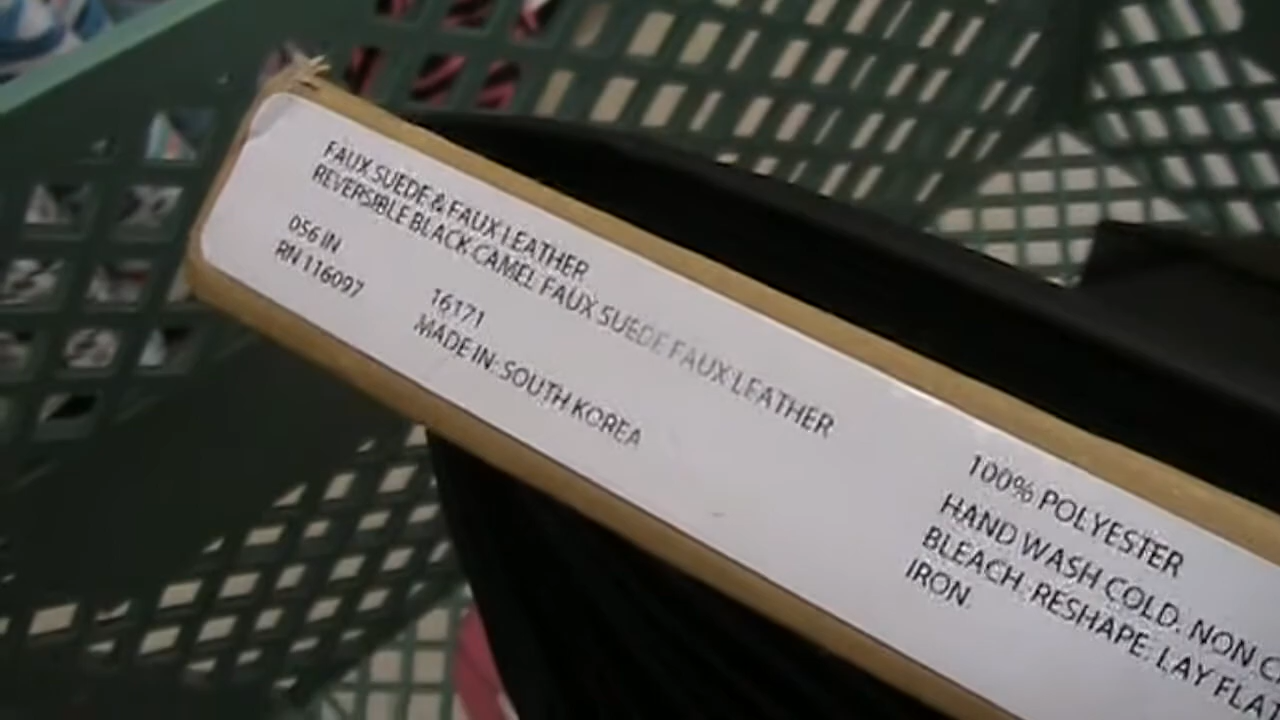 FAUX SUEDE & FAUX LEATHER
REVERSIBLE BLACK-CAMEL FAUX SUEDE FAUX LEATHER
056 IN 16171
RN 116097 MADE IN: SOUTH KOREA
100% POLYESTER
HAND WASH COLD. NON
BLEACH. RESHAPE. LAY FLAT
IRON.